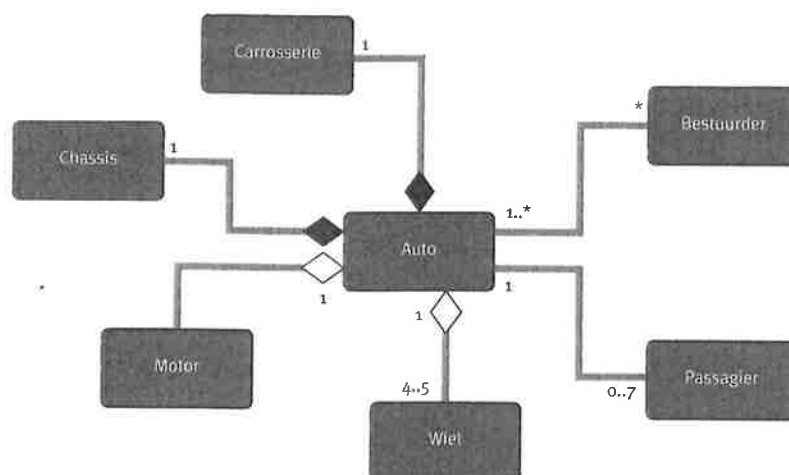 Carrosserie
1
Chassis
1
*
Bestuurder
1..*
Auto
1
1
1
Motor
4..5
0..7
Passagier
Wiel